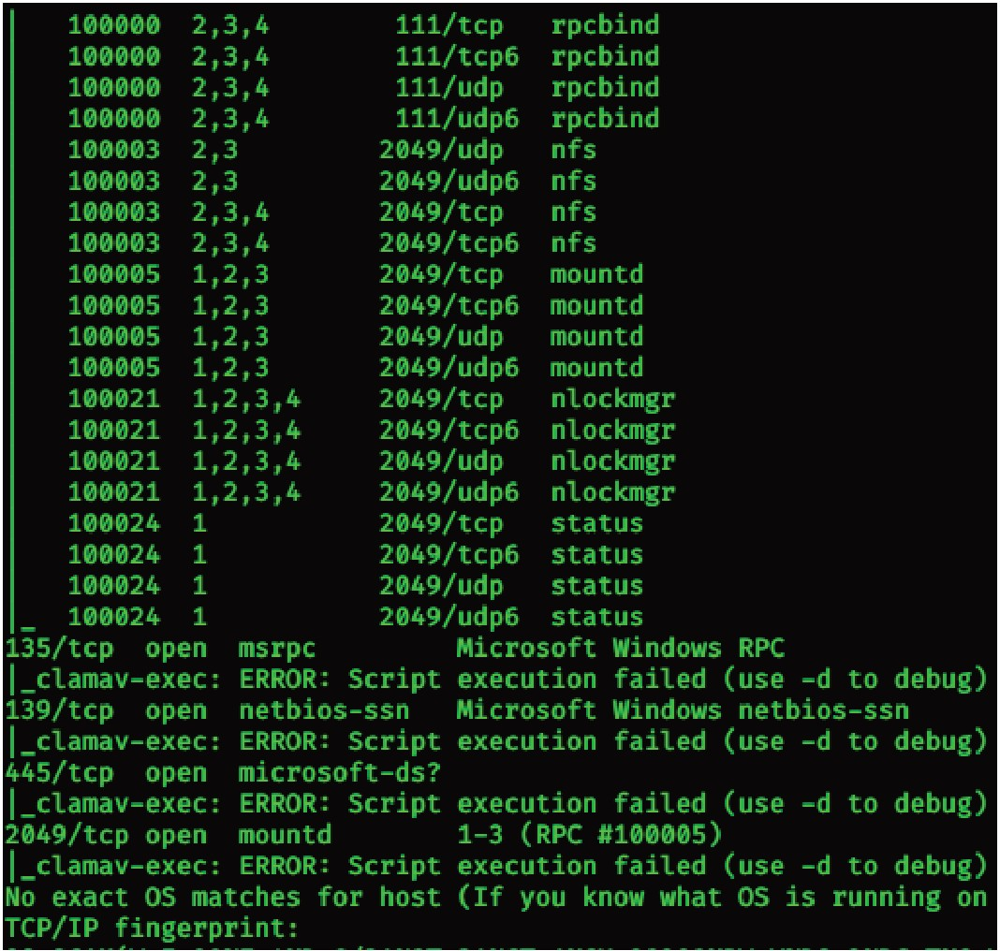 | 100000 2,3,4 111/tcp rpcbind
| 100000 2,3,4 111/tcp6 rpcbind
| 100000 2,3,4 111/udp rpcbind
| 100000 2,3,4 111/udp6 rpcbind
| 100003 2,3 2049/udp nfs
| 100003 2,3 2049/udp6 nfs
| 100003 2,3,4 2049/tcp nfs
| 100003 2,3,4 2049/tcp6 nfs
| 100005 1,2,3 2049/tcp mountd
| 100005 1,2,3 2049/tcp6 mountd
| 100005 1,2,3 2049/udp mountd
| 100005 1,2,3 2049/udp6 mountd
| 100021 1,2,3,4 2049/tcp nlockmgr
| 100021 1,2,3,4 2049/tcp6 nlockmgr
| 100021 1,2,3,4 2049/udp nlockmgr
| 100021 1,2,3,4 2049/udp6 nlockmgr
| 100024 1 2049/tcp status
| 100024 1 2049/tcp6 status
| 100024 1 2049/udp status
|_ 100024 1 2049/udp6 status
135/tcp open msrpc Microsoft Windows RPC
|_clamav-exec: ERROR: Script execution failed (use -d to debug)
139/tcp open netbios-ssn Microsoft Windows netbios-ssn
|_clamav-exec: ERROR: Script execution failed (use -d to debug)
445/tcp open microsoft-ds?
|_clamav-exec: ERROR: Script execution failed (use -d to debug)
2049/tcp open mountd 1-3 (RPC #100005)
|_clamav-exec: ERROR: Script execution failed (use -d to debug)
No exact OS matches for host (If you know what OS is running on
TCP/IP fingerprint: